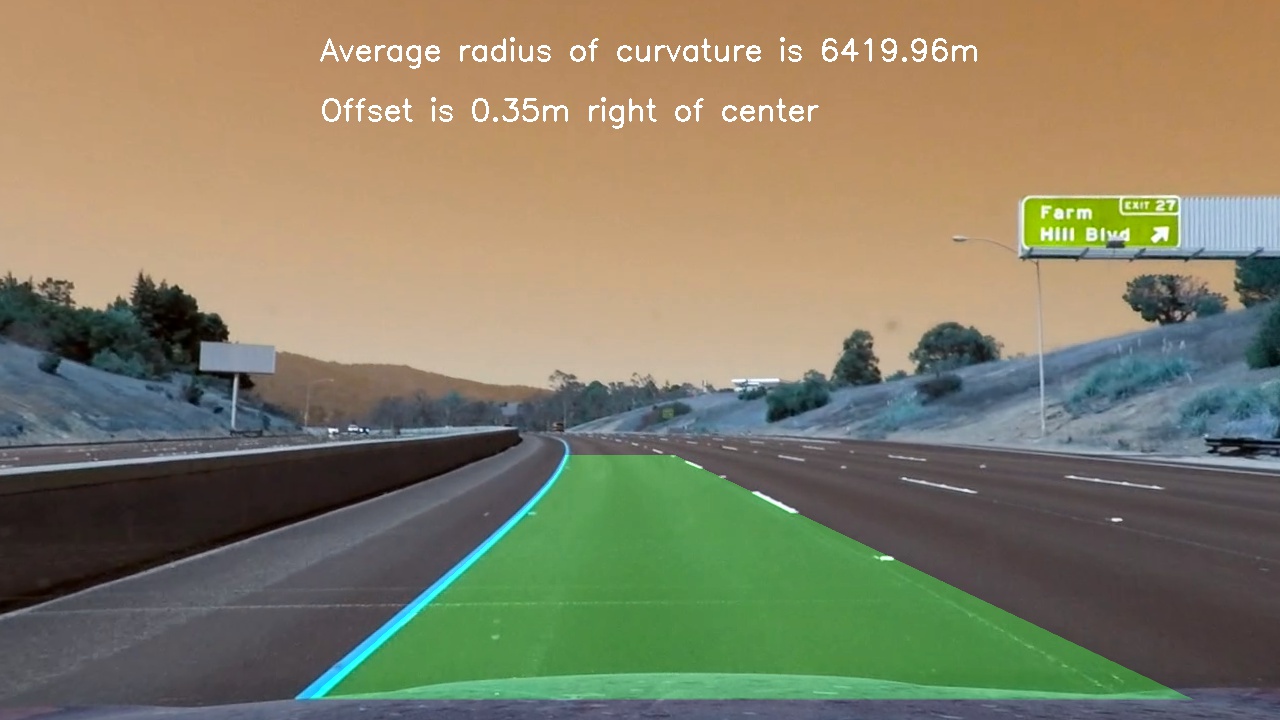 Average radius of curvature is 6419.96m
Offset is 0.35m right of center
EXIT 27
Farm
Hill Blvd